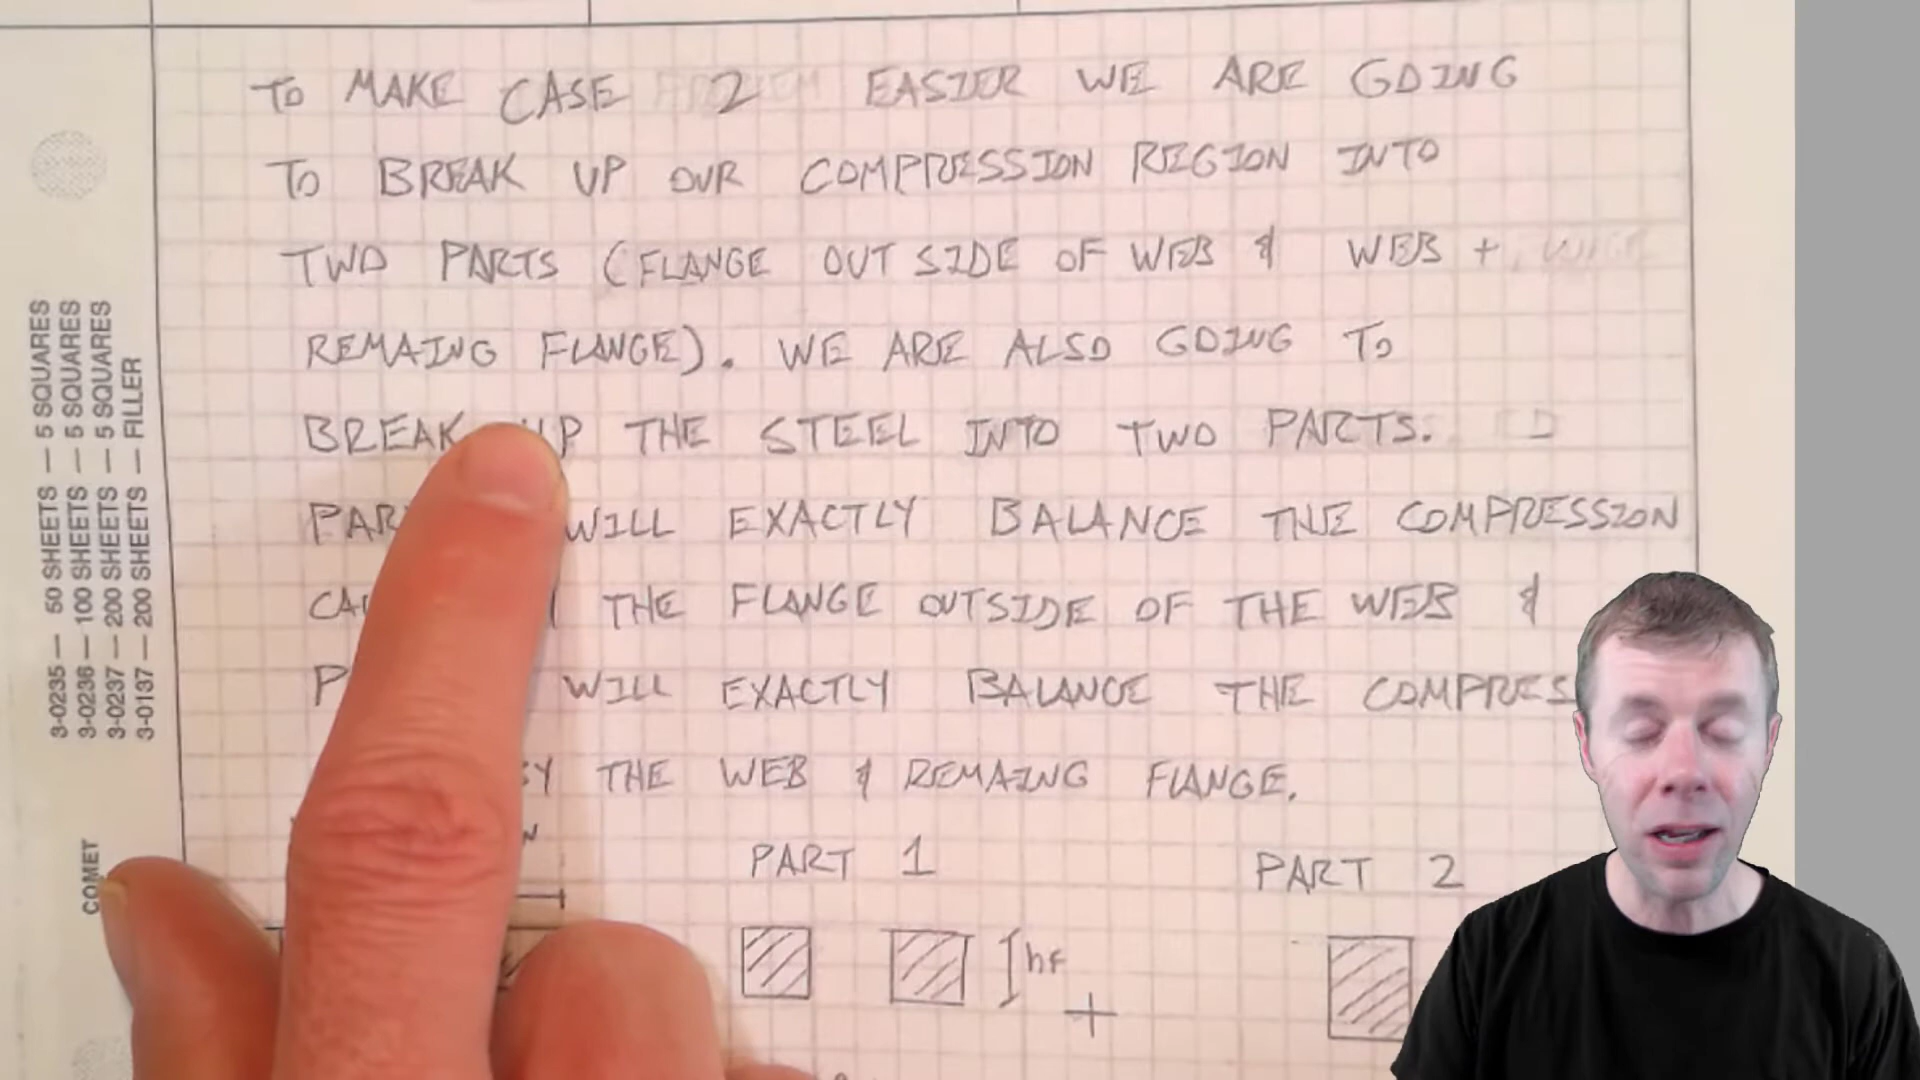 TO MAKE CASE 2 EASIER WE ARE GOING
TO BREAK UP OUR COMPRESSION REGION INTO
TWO PARTS (FLANGE OUTSIDE OF WEB & WEB +
REMAING FLANGE). WE ARE ALSO GOING TO
BREAK UP THE STEEL INTO TWO PARTS.
WILL EXACTLY BALANCE THE COMPRESSION
THE FLANGE OUTSIDE OF THE WEB &
WILL EXACTLY BALANCE THE
THE WEB & REMAING FLANGE.
PART 1
PART 2
hf
+
3-0235 — 50 SHEETS — 5 SQUARES
3-0236 — 100 SHEETS — 5 SQUARES
3-0237 — 200 SHEETS — 5 SQUARES
3-0137 — 200 SHEETS — FILLER
COMET